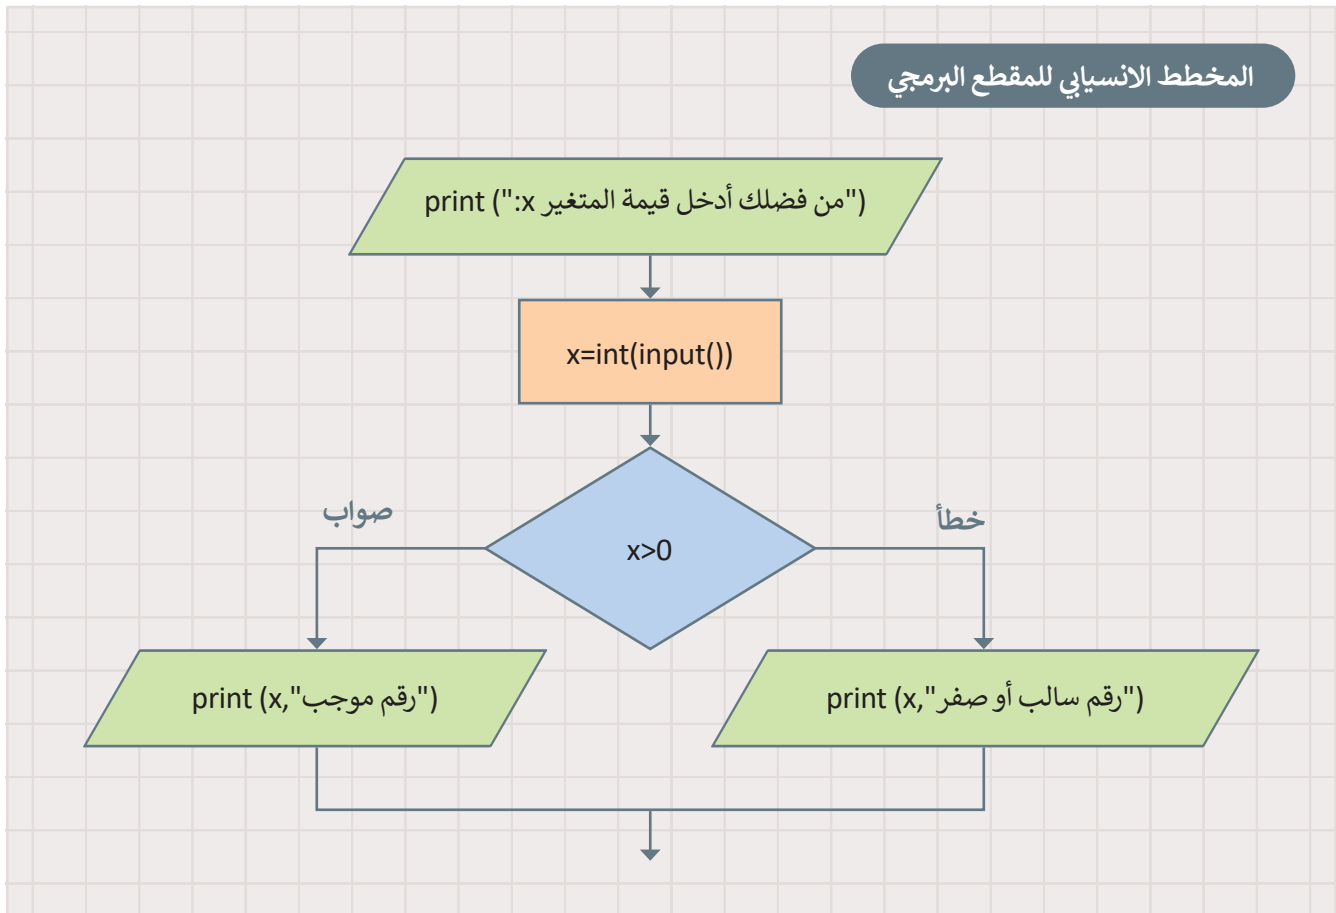 المخطط الانسيابي للمقطع البرمجي
print ("من فضلك أدخل قيمة المتغير x:")
x=int(input())
x>0
صواب
خطأ
print (x,"رقم موجب")
print (x,"رقم سالب أو صفر")